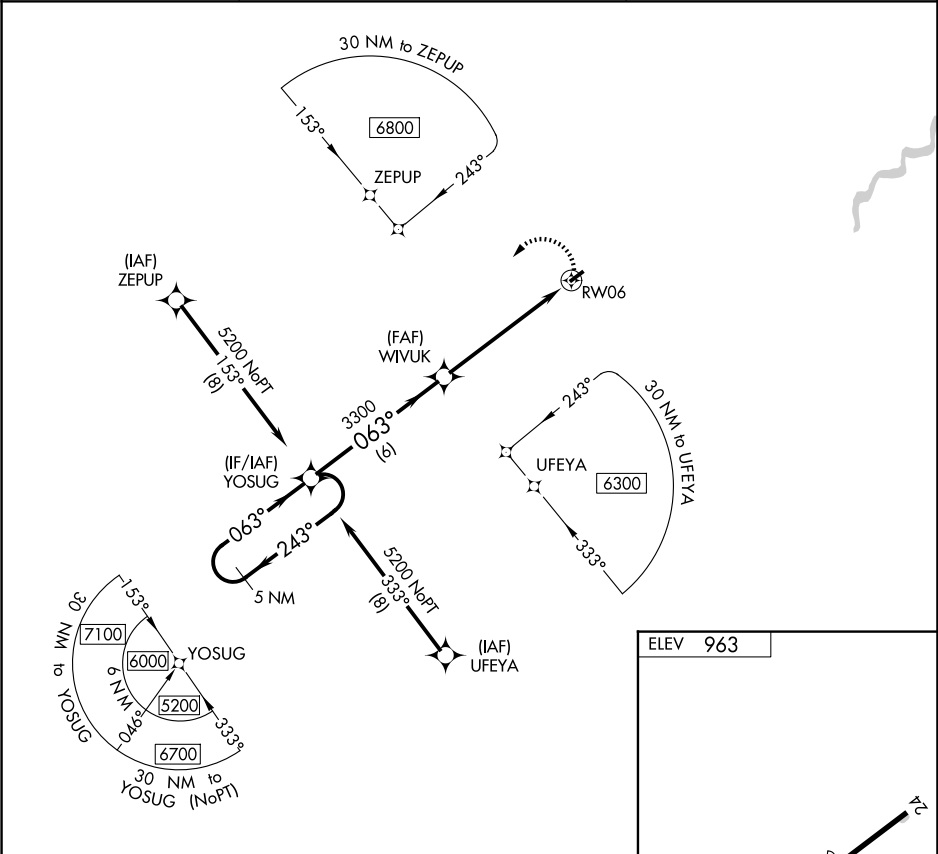 30 NM to ZEPUP
153°
6800
243°
ZEPUP
(IAF)
ZEPUP
5200 NoPT
153°
(8)
RW06
(FAF)
WIVUK
3300
063°
(6)
(IF/IAF)
YOSUG
063°
243°
5 NM
243°
30 NM to UFEYA
UFEYA
6300
333°
5200 NoPT
333°
(8)
(IAF)
UFEYA
153°
30 NM to YOSUG
7100
6000
YOSUG
6 NM
5200
046°
333°
6700
30 NM to
YOSUG (NoPT)
ELEV 963
24